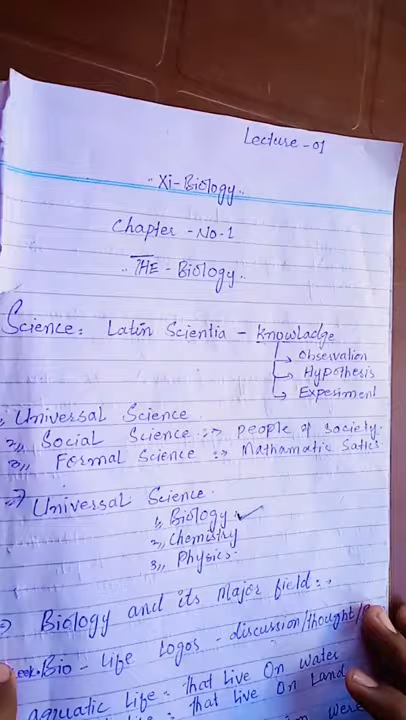 Lecture - 01
Xi-Biology
Chapter - No. 1
THE - Biology
Science: Latin Scientia - Knowladge
Observation
Hypothesis
Experiment
1,, Universal Science
2,, Social Science :-> people of society.
3,, Formal Science :-> Mathamatic
=> Universal Science.
1,, Biology.
2,, Chemistry
3,, Physics.
=> Biology and its Major field:->
Bio - Life Logos - discussion/thought/
aquatic Life: that Live On Water
that Live On Land